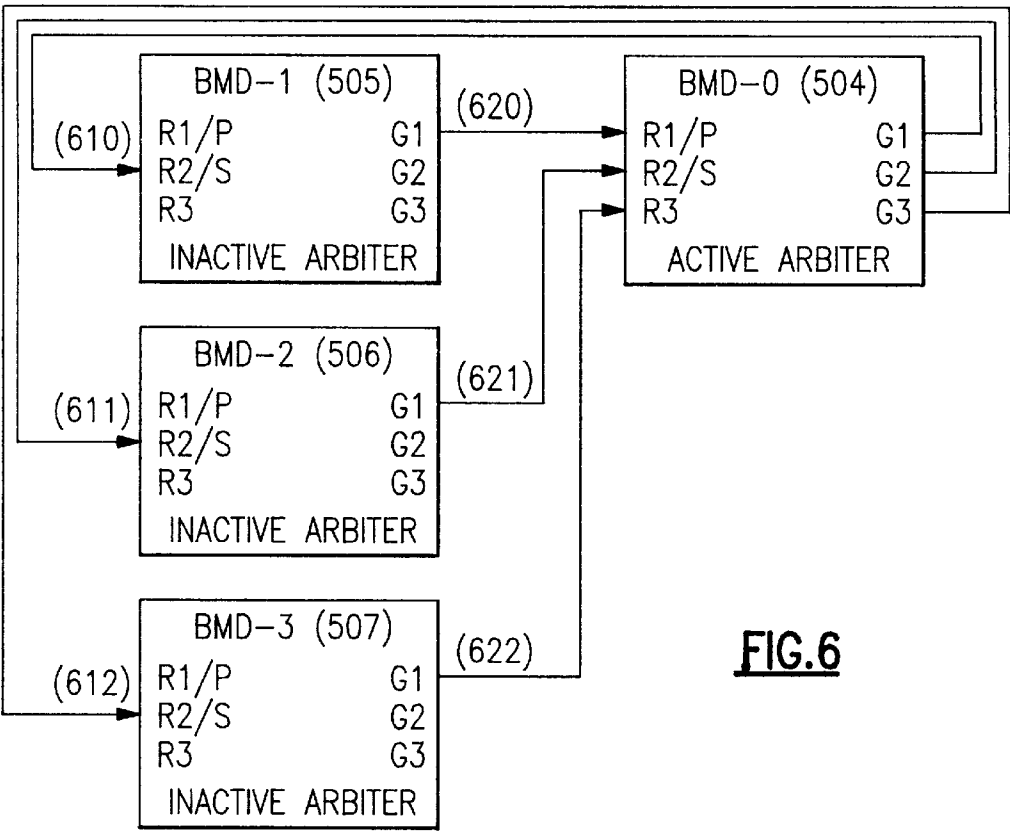 BMD-1 (505)
(610)
R1/P G1
R2/S G2
R3 G3
INACTIVE ARBITER
(620)
BMD-0 (504)
R1/P G1
R2/S G2
R3 G3
ACTIVE ARBITER
BMD-2 (506)
(611)
R1/P G1
R2/S G2
R3 G3
INACTIVE ARBITER
(621)
BMD-3 (507)
(612)
R1/P G1
R2/S G2
R3 G3
INACTIVE ARBITER
(622)
FIG.6